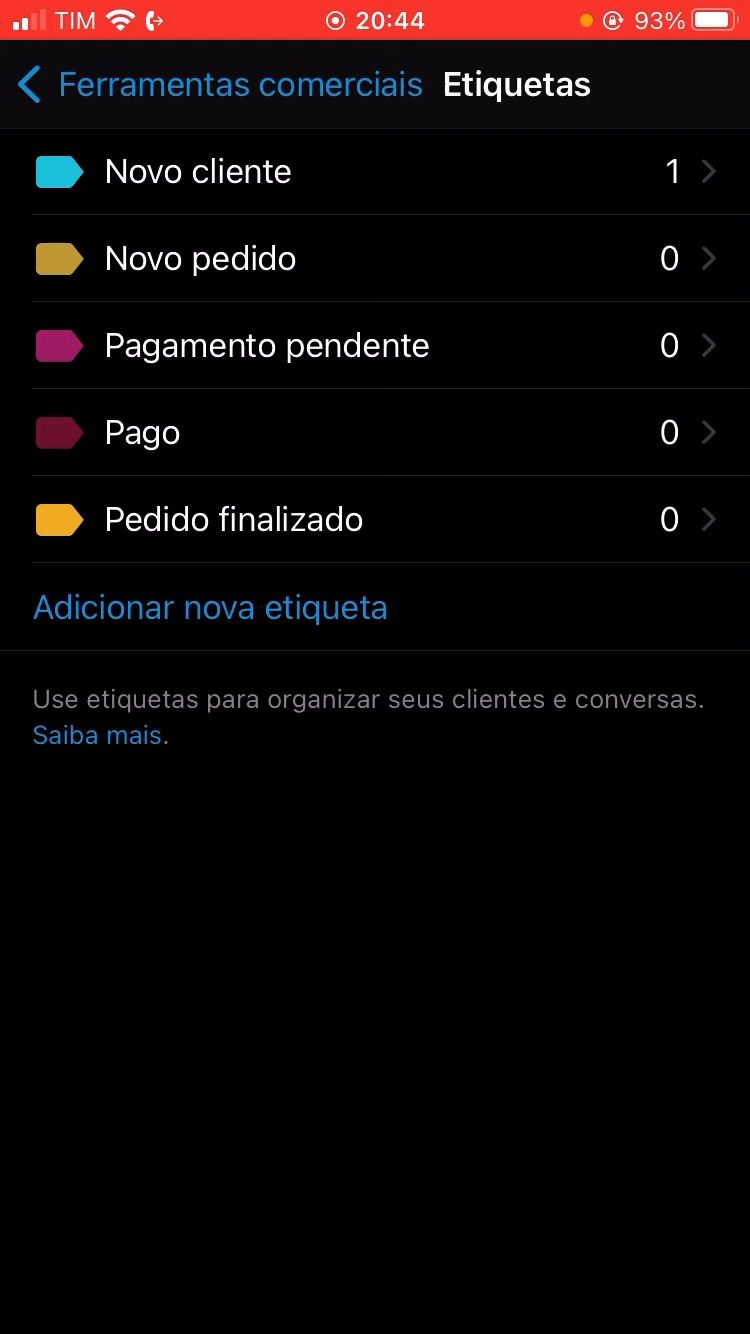 TIM 20:44 93%
Ferramentas comerciais Etiquetas
Novo cliente 1
Novo pedido 0
Pagamento pendente 0
Pago 0
Pedido finalizado 0
Adicionar nova etiqueta
Use etiquetas para organizar seus clientes e conversas.
Saiba mais.